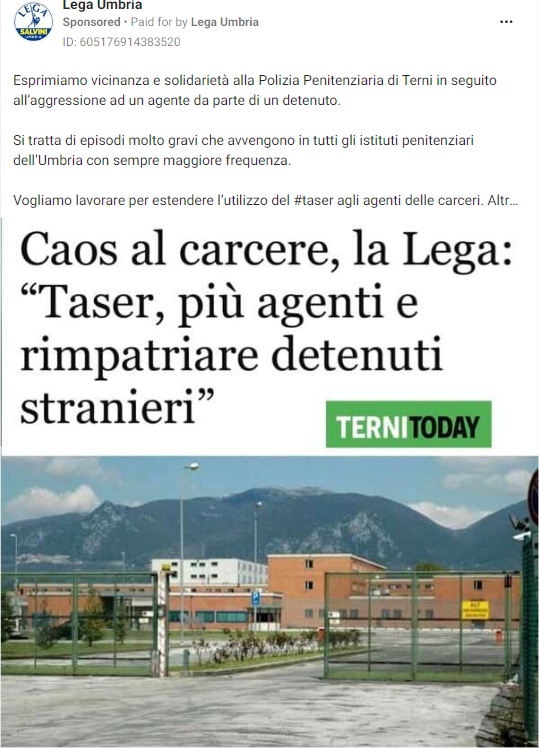 Lega Umbria
Sponsored • Paid for by Lega Umbria
ID: 605176914383520
Esprimiamo vicinanza e solidarietà alla Polizia Penitenziaria di Terni in seguito
all'aggressione ad un agente da parte di un detenuto.
Si tratta di episodi molto gravi che avvengono in tutti gli istituti penitenziari
dell'Umbria con sempre maggiore frequenza.
Vogliamo lavorare per estendere l'utilizzo del #taser agli agenti delle carceri. Altr...
Caos al carcere, la Lega:
“Taser, più agenti e
rimpatriare detenuti
stranieri”
TERNITODAY
LEGA
SALVINI
UMBRIA
P
ALT